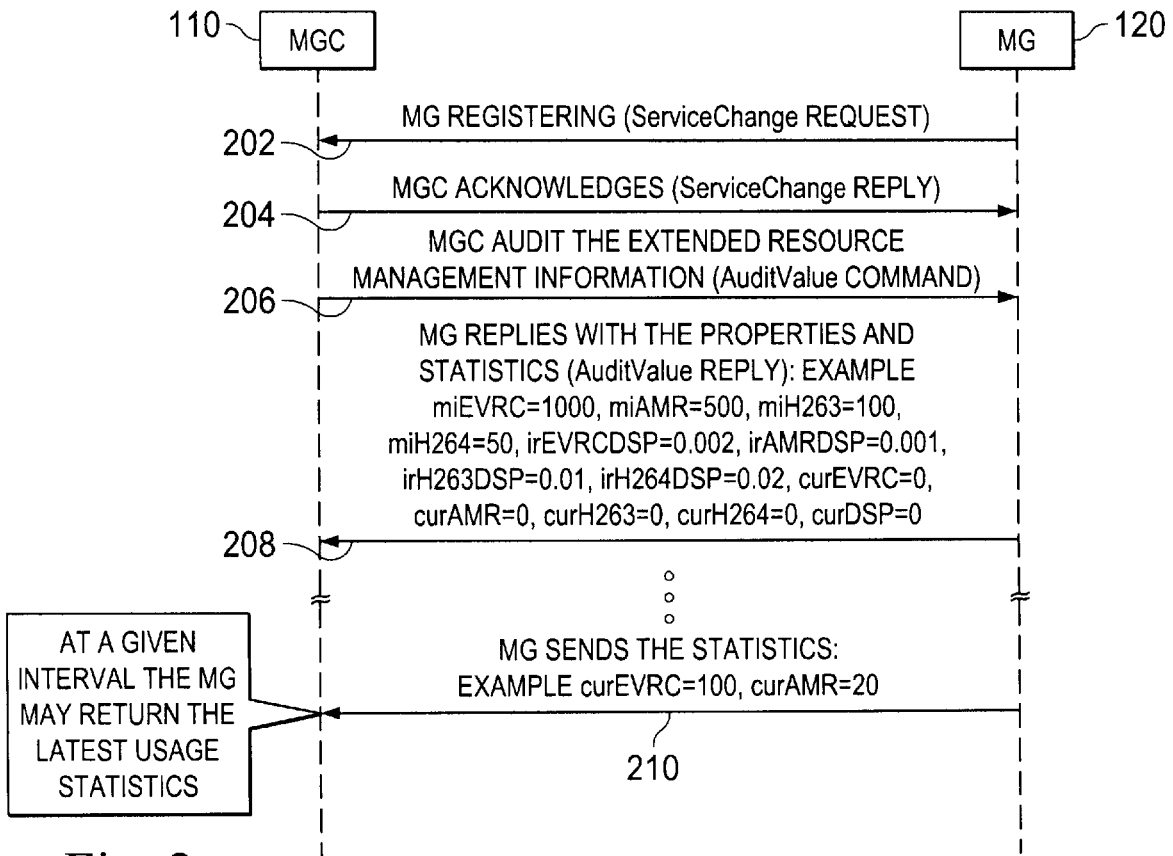 110
MGC
MG
120
MG REGISTERING (ServiceChange REQUEST)
202
MGC ACKNOWLEDGES (ServiceChange REPLY)
204
MGC AUDIT THE EXTENDED RESOURCE
MANAGEMENT INFORMATION (AuditValue COMMAND)
206
MG REPLIES WITH THE PROPERTIES AND
STATISTICS (AuditValue REPLY): EXAMPLE
miEVRC=1000, miAMR=500, miH263=100,
miH264=50, irEVRCDSP=0.002, irAMRDSP=0.001,
irH263DSP=0.01, irH264DSP=0.02, curEVRC=0,
curAMR=0, curH263=0, curH264=0, curDSP=0
208
AT A GIVEN
INTERVAL THE MG
MAY RETURN THE
LATEST USAGE
STATISTICS
MG SENDS THE STATISTICS:
EXAMPLE curEVRC=100, curAMR=20
210